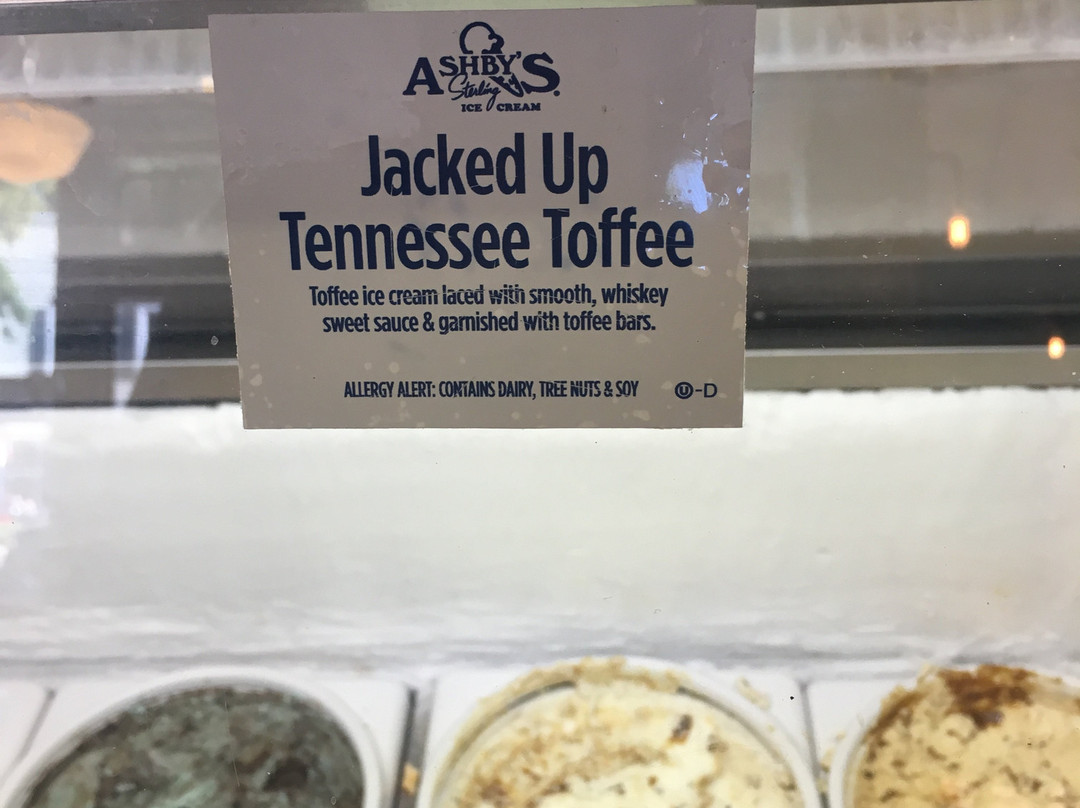 ASHBY'S
Sterling
ICE CREAM
Jacked Up
Tennessee Toffee
Toffee ice cream laced with smooth, whiskey
sweet sauce & garnished with toffee bars.
ALLERGY ALERT: CONTAINS DAIRY, TREE NUTS & SOY Ⓤ-D